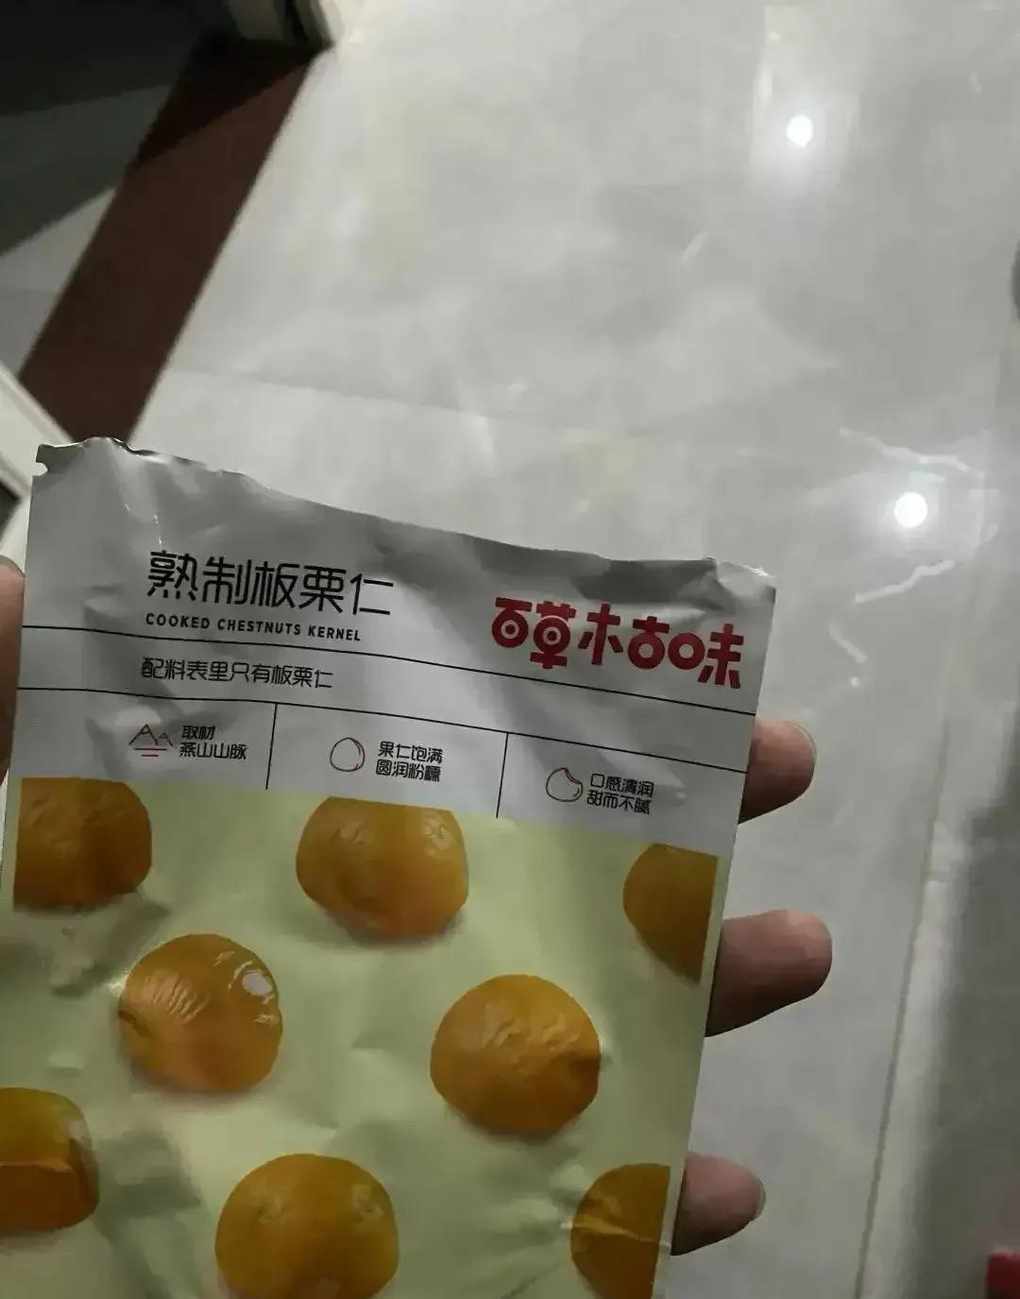 熟制板栗仁
COOKED CHESTNUTS KERNEL
百草木古味
配料表里只有板栗仁
取材
燕山山脉
果仁饱满
圆润粉糯
口感清润
甜而不腻